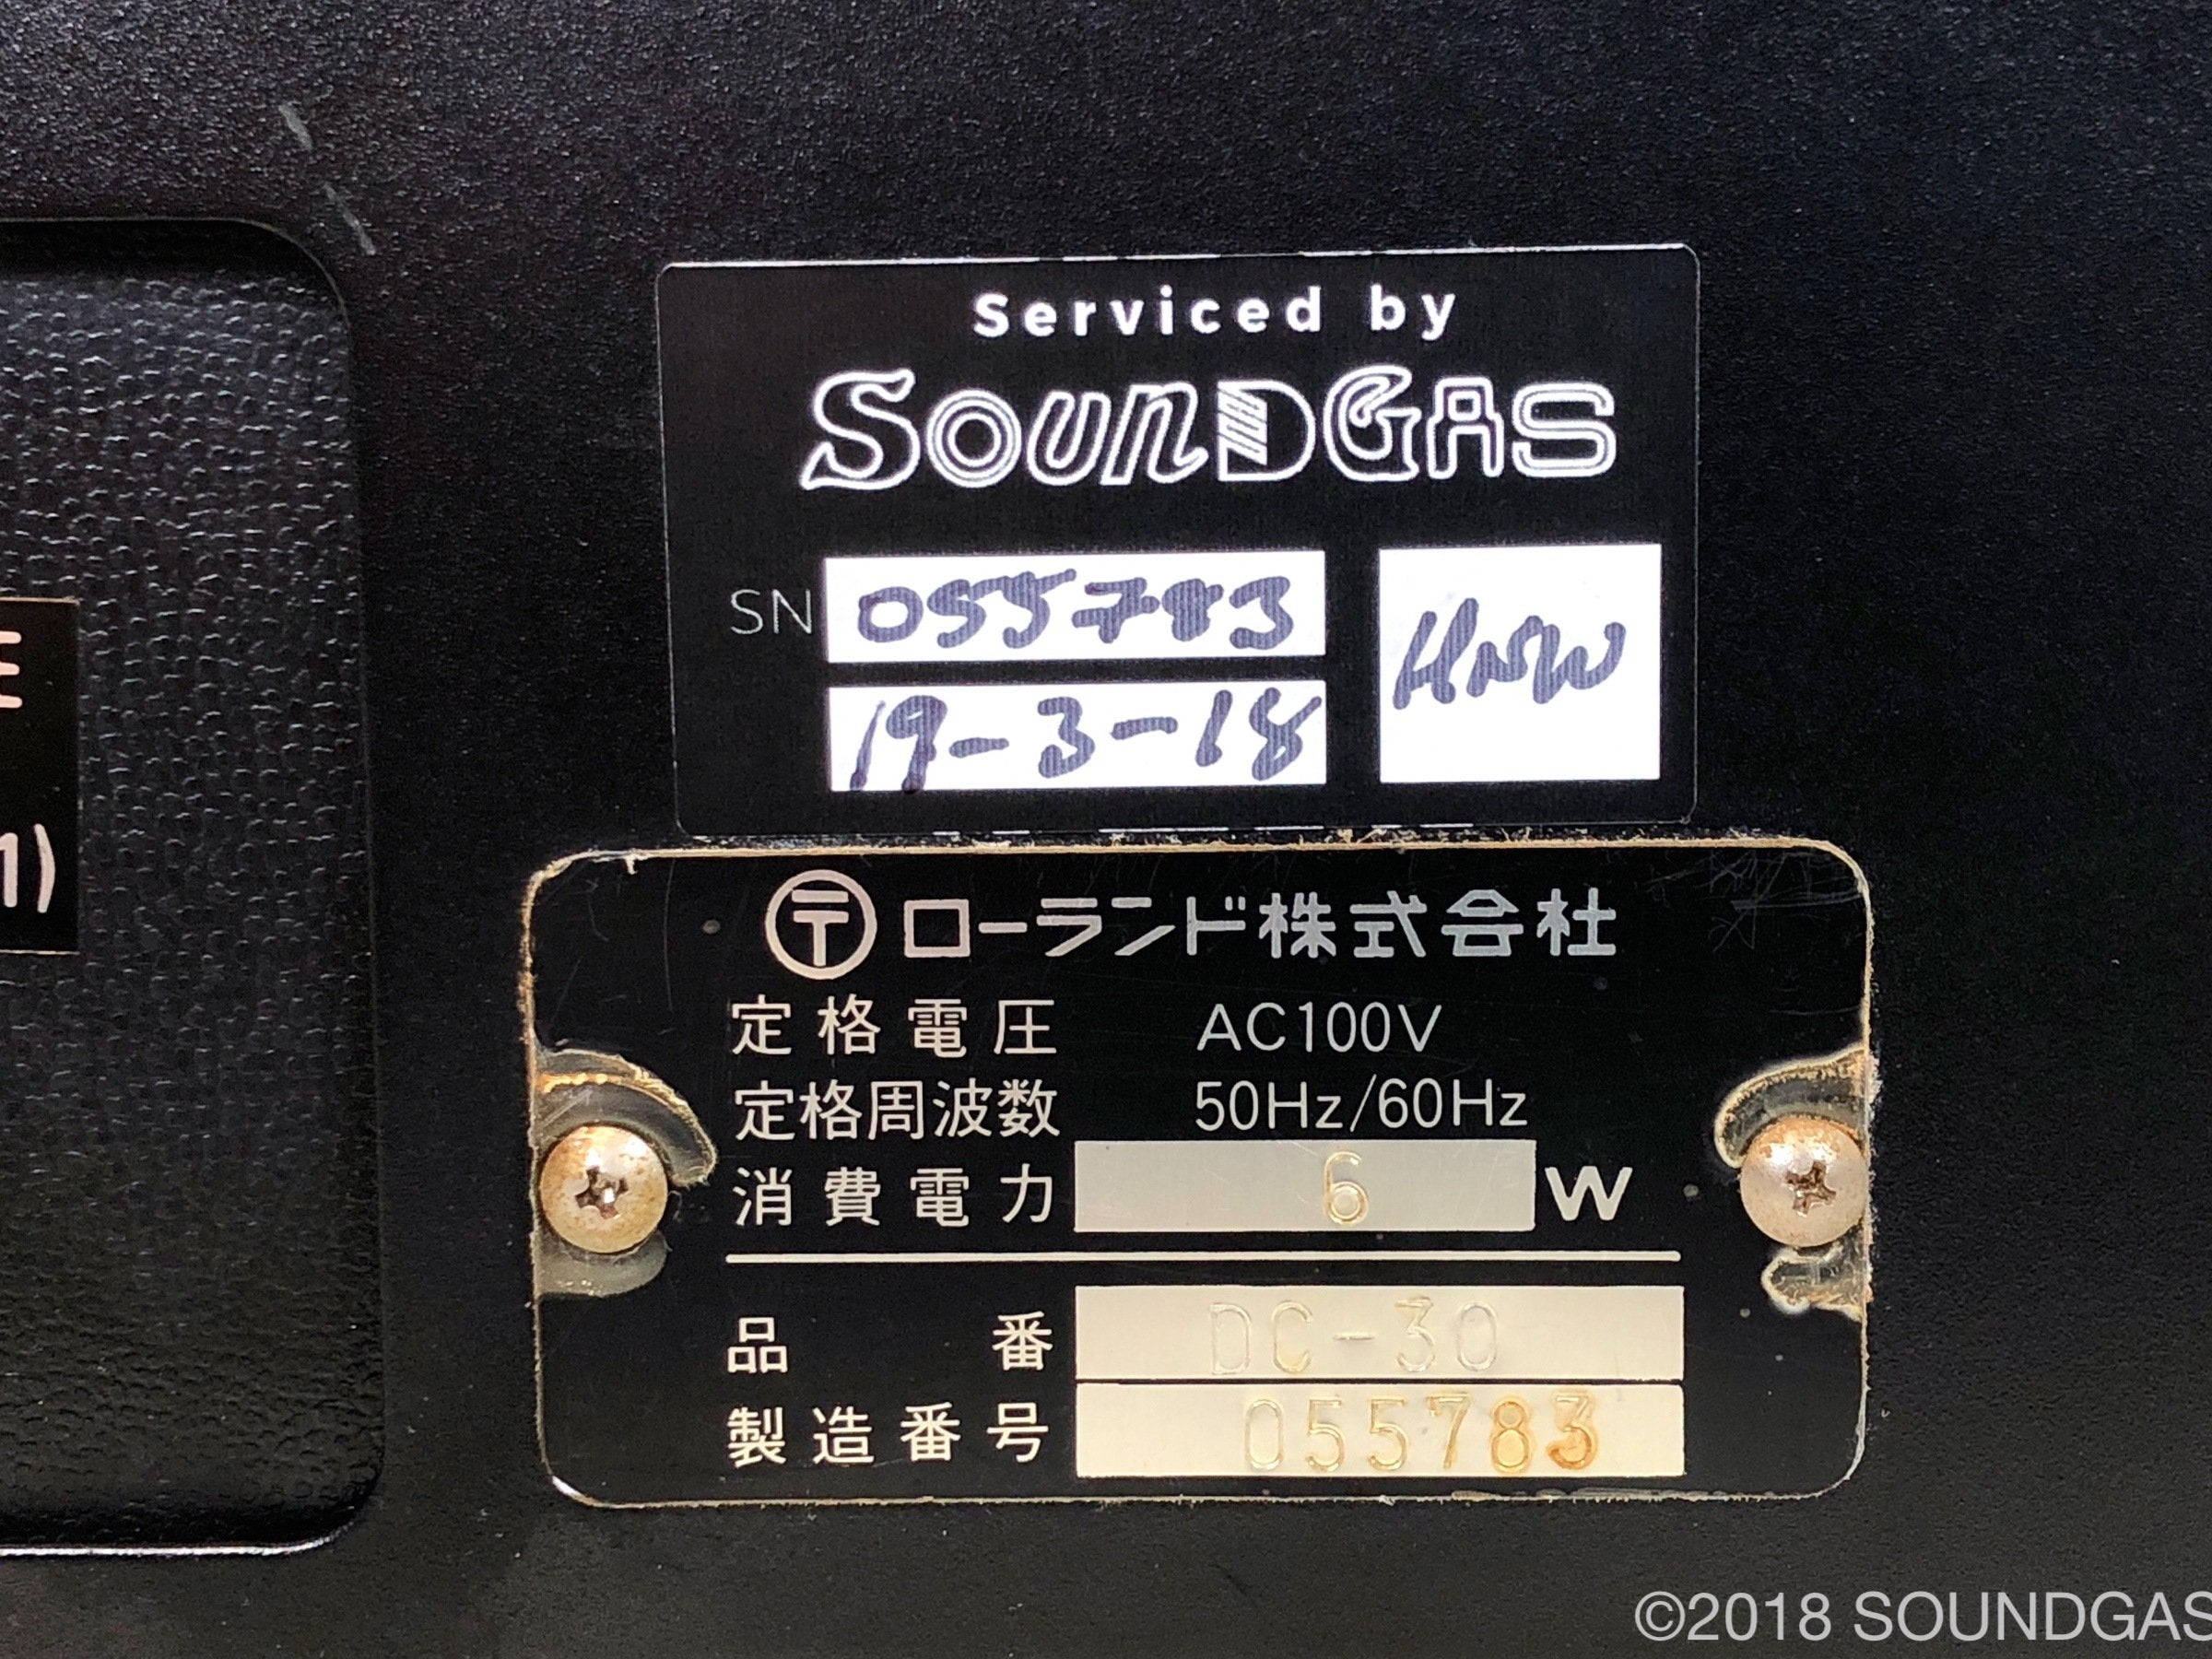 Serviced by
SOUNDGAS
SN 055783
19-3-18
HNW
〒 ローランド株式会社
定格電圧 AC100V
定格周波数 50Hz/60Hz
消費電力 6 W
品番 DC-30
製造番号 055783
©2018 SOUNDGAS